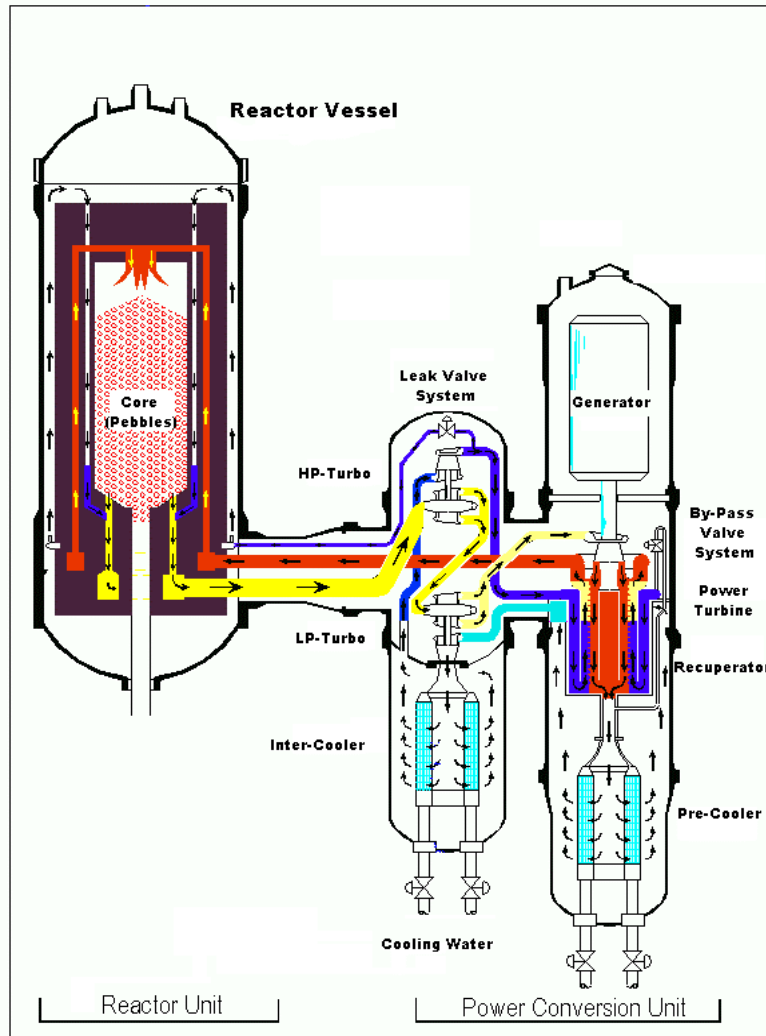 Reactor Vessel
Core
(Pebbles)
Leak Valve
System
HP-Turbo
LP-Turbo
Inter-Cooler
Cooling Water
Generator
By-Pass
Valve
System
Power
Turbine
Recuperator
Pre-Cooler
Reactor Unit
Power Conversion Unit